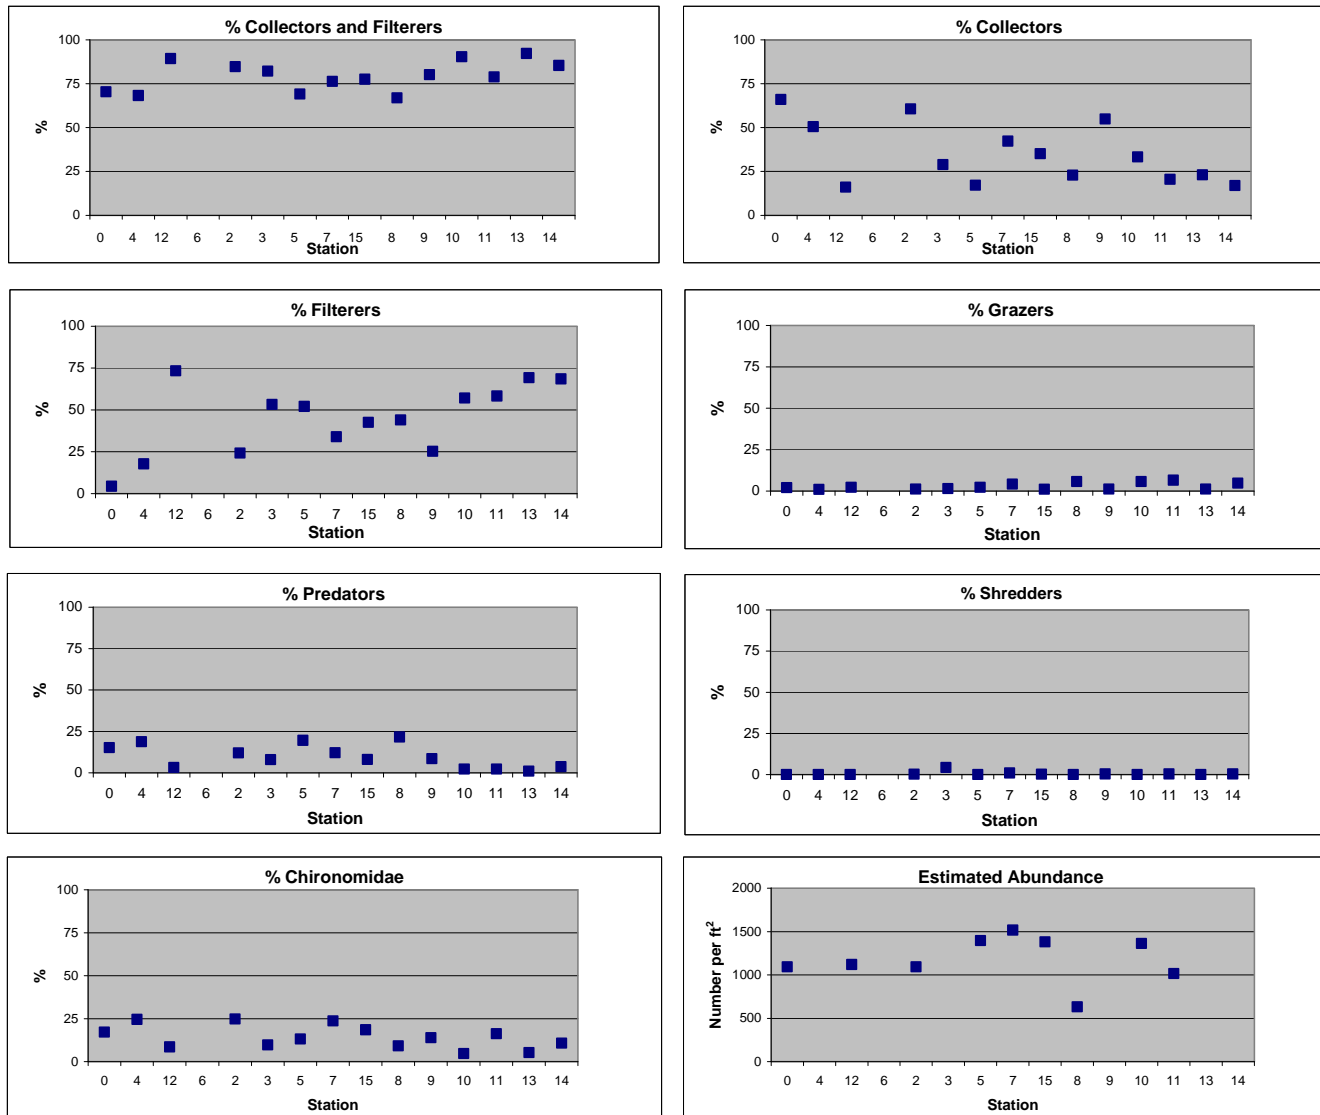 % Collectors and Filterers
100
75
50
25
0
%
0 4 12 6 2 3 5 7 15 8 9 10 11 13 14
Station
% Collectors
100
75
50
25
0
%
0 4 12 6 2 3 5 7 15 8 9 10 11 13 14
Station
% Filterers
100
75
50
25
0
%
0 4 12 6 2 3 5 7 15 8 9 10 11 13 14
Station
% Grazers
100
75
50
25
0
%
0 4 12 6 2 3 5 7 15 8 9 10 11 13 14
Station
% Predators
100
75
50
25
0
%
0 4 12 6 2 3 5 7 15 8 9 10 11 13 14
Station
% Shredders
100
75
50
25
0
%
0 4 12 6 2 3 5 7 15 8 9 10 11 13 14
Station
% Chironomidae
100
75
50
25
0
%
0 4 12 6 2 3 5 7 15 8 9 10 11 13 14
Station
Estimated Abundance
2000
1500
1000
500
0
Number per ft²
0 4 12 6 2 3 5 7 15 8 9 10 11 13 14
Station